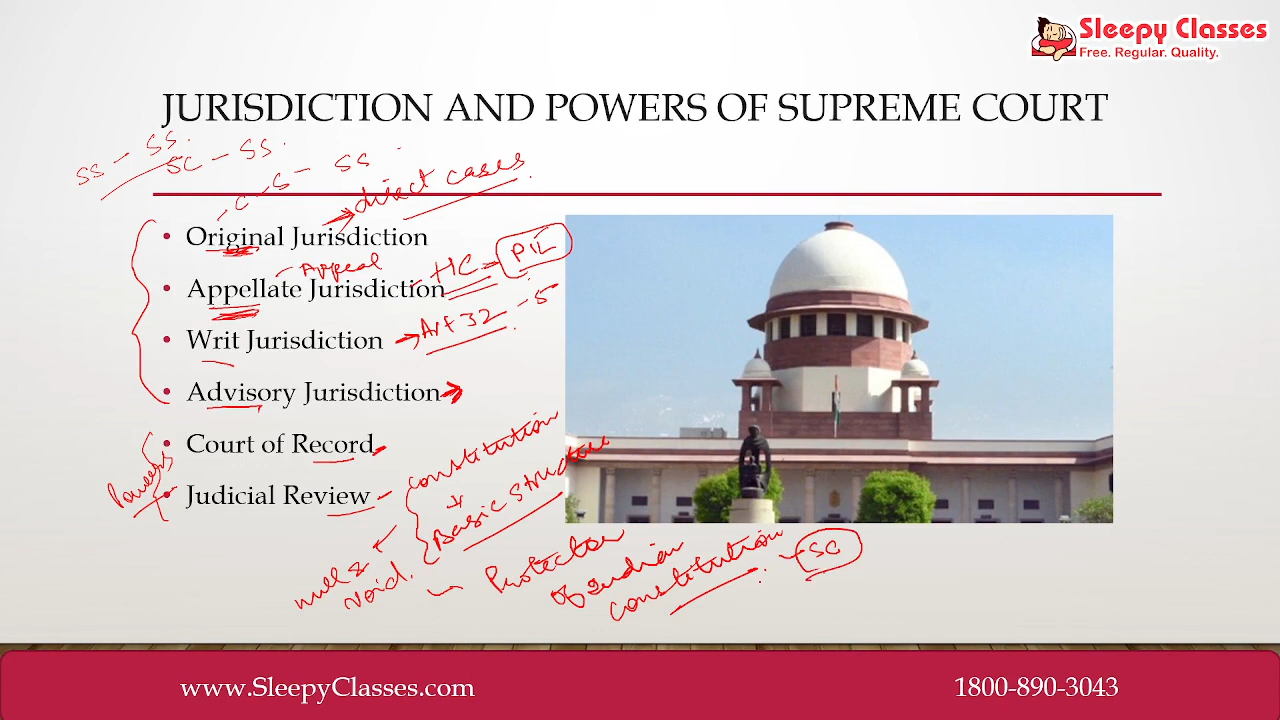 Sleepy Classes
Free. Regular. Quality.
JURISDICTION AND POWERS OF SUPREME COURT
SS - SS.
SC - SS.
- C - S - SS
→ direct cases
• Original Jurisdiction
- Appeal
• Appellate Jurisdiction - HC - PIL
• Writ Jurisdiction → Art 32 - 5
• Advisory Jurisdiction →
• Court of Record
Powers
• Judicial Review - constitution
Basic structure
null &
void.
Protector
of Indian
constitution - SC
www.SleepyClasses.com
1800-890-3043